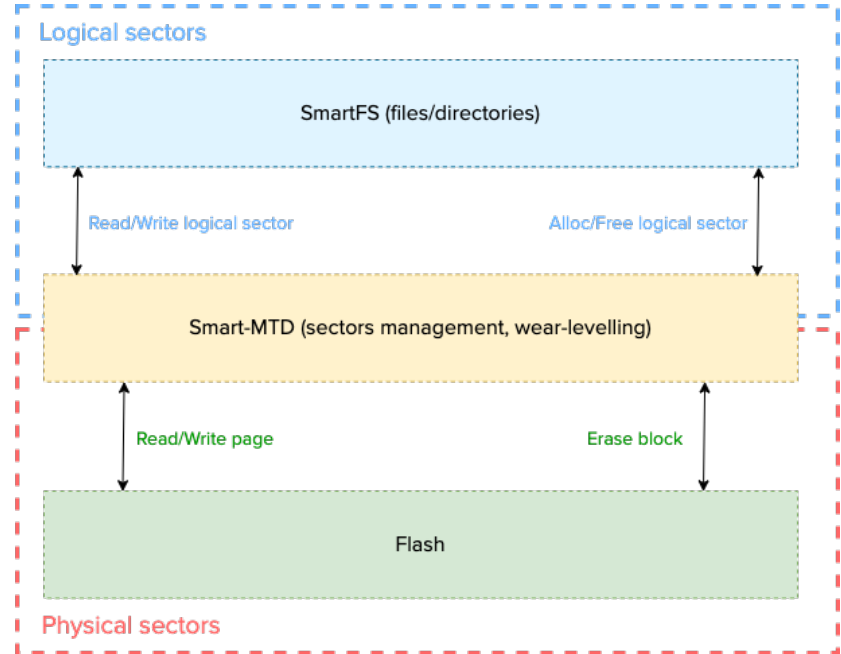 Logical sectors
SmartFS (files/directories)
Read/Write logical sector
Alloc/Free logical sector
Smart-MTD (sectors management, wear-levelling)
Read/Write page
Erase block
Flash
Physical sectors